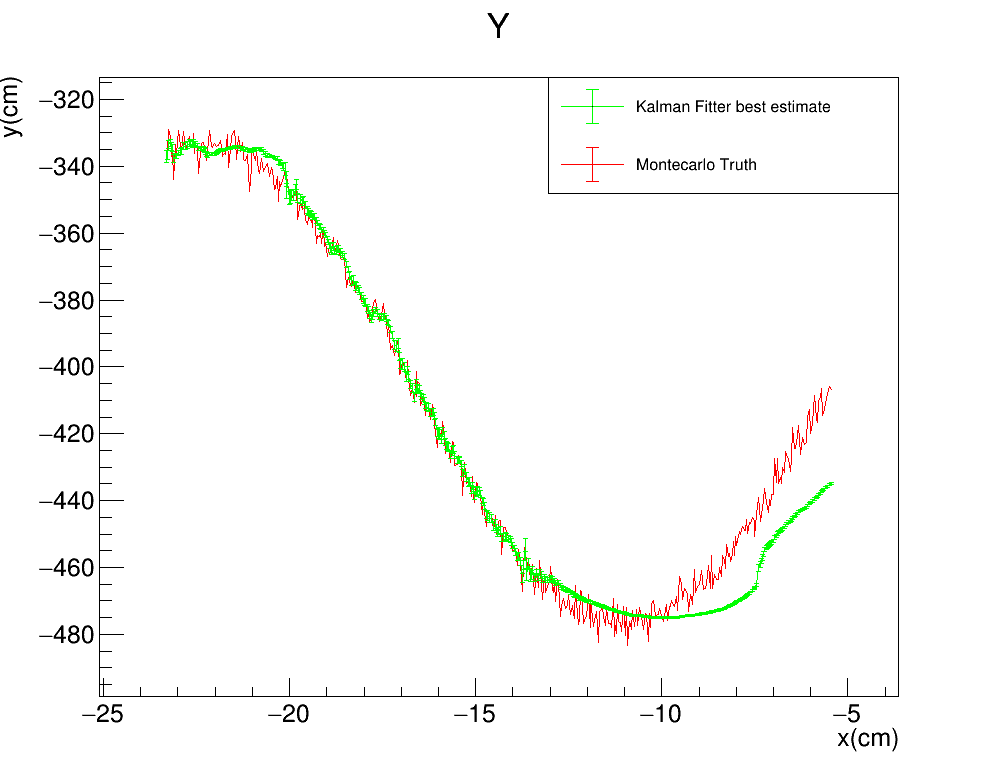 Y
y(cm)
Kalman Fitter best estimate
Montecarlo Truth
−320
−340
−360
−380
−400
−420
−440
−460
−480
−25 −20 −15 −10 −5
x(cm)